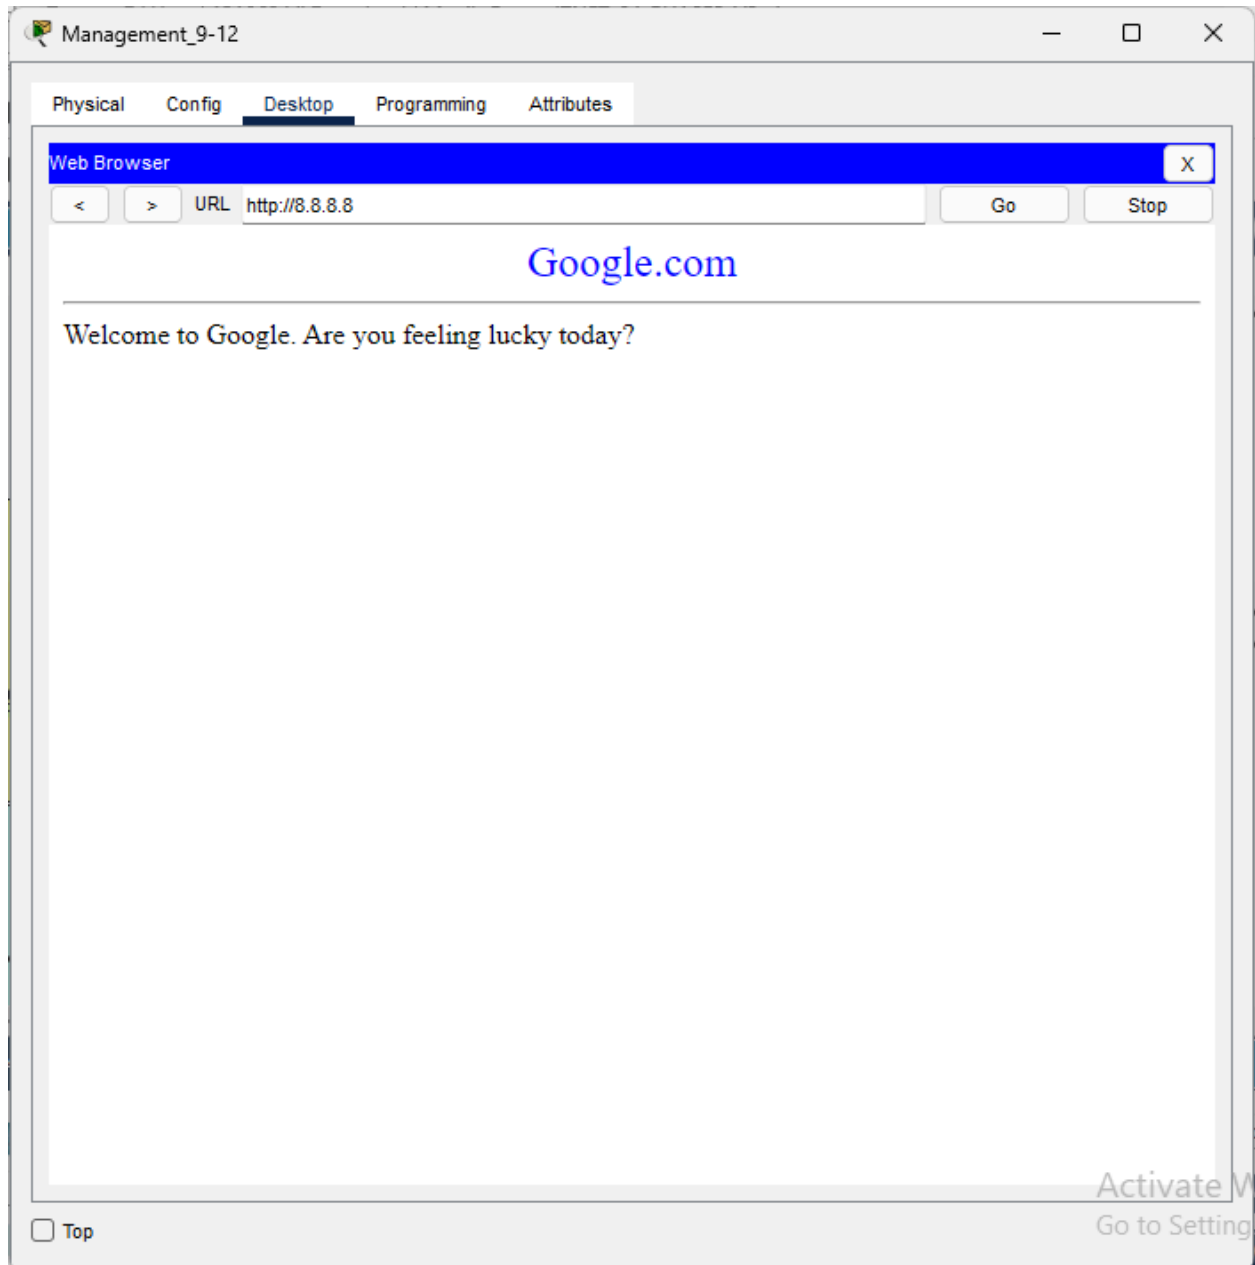 Management_9-12
Physical Config Desktop Programming Attributes
Web Browser X
< > URL http://8.8.8.8 Go Stop
Google.com
Welcome to Google. Are you feeling lucky today?
Activate
Go to Setting
Top